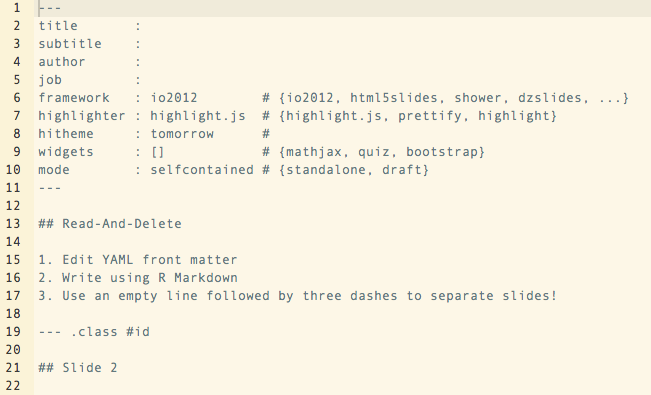 1 ---
2 title       :
3 subtitle    :
4 author      :
5 job         :
6 framework   : io2012        # {io2012, html5slides, shower, dzslides, ...}
7 highlighter : highlight.js  # {highlight.js, prettify, highlight}
8 hitheme     : tomorrow      #
9 widgets     : []            # {mathjax, quiz, bootstrap}
10 mode        : selfcontained # {standalone, draft}
11 ---
12
13 ## Read-And-Delete
14
15 1. Edit YAML front matter
16 2. Write using R Markdown
17 3. Use an empty line followed by three dashes to separate slides!
18
19 --- .class #id
20
21 ## Slide 2
22